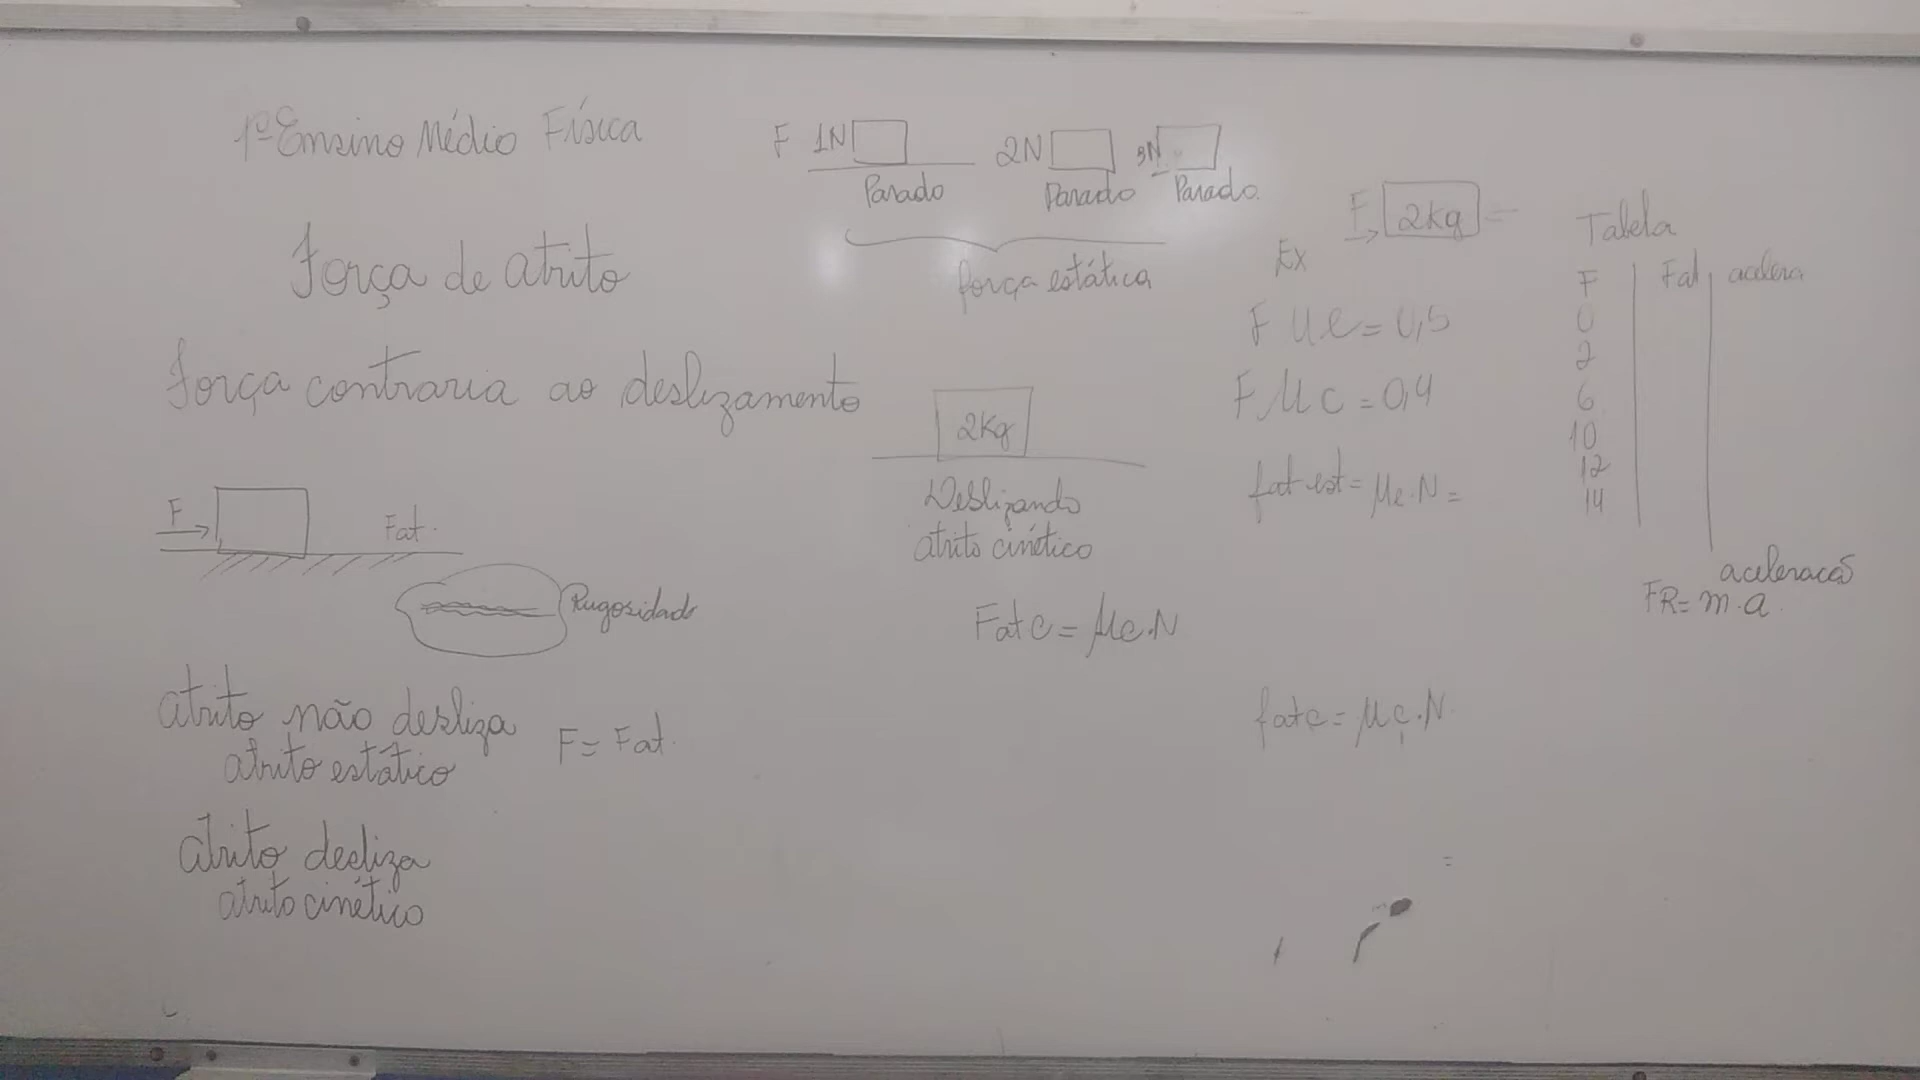 1º Ensino Médio Física
Força de atrito
Força contraria ao deslizamento
F
Fat.
Rugosidade
atrito não desliza
atrito estático
F = Fat.
atrito desliza
atrito cinético
F 1N
Parado
2N
Parado
3N
Parado.
força estática
2Kg
Deslizando
atrito cinético
Fat c = μc.N
F
2Kg
Ex
F μe = 0,5
F μc = 0,4
fat est = μe.N =
fatc = μc.N
Tabela
F Fat acelera
0
2
6
10
12
14
aceleracão
FR = m.a.